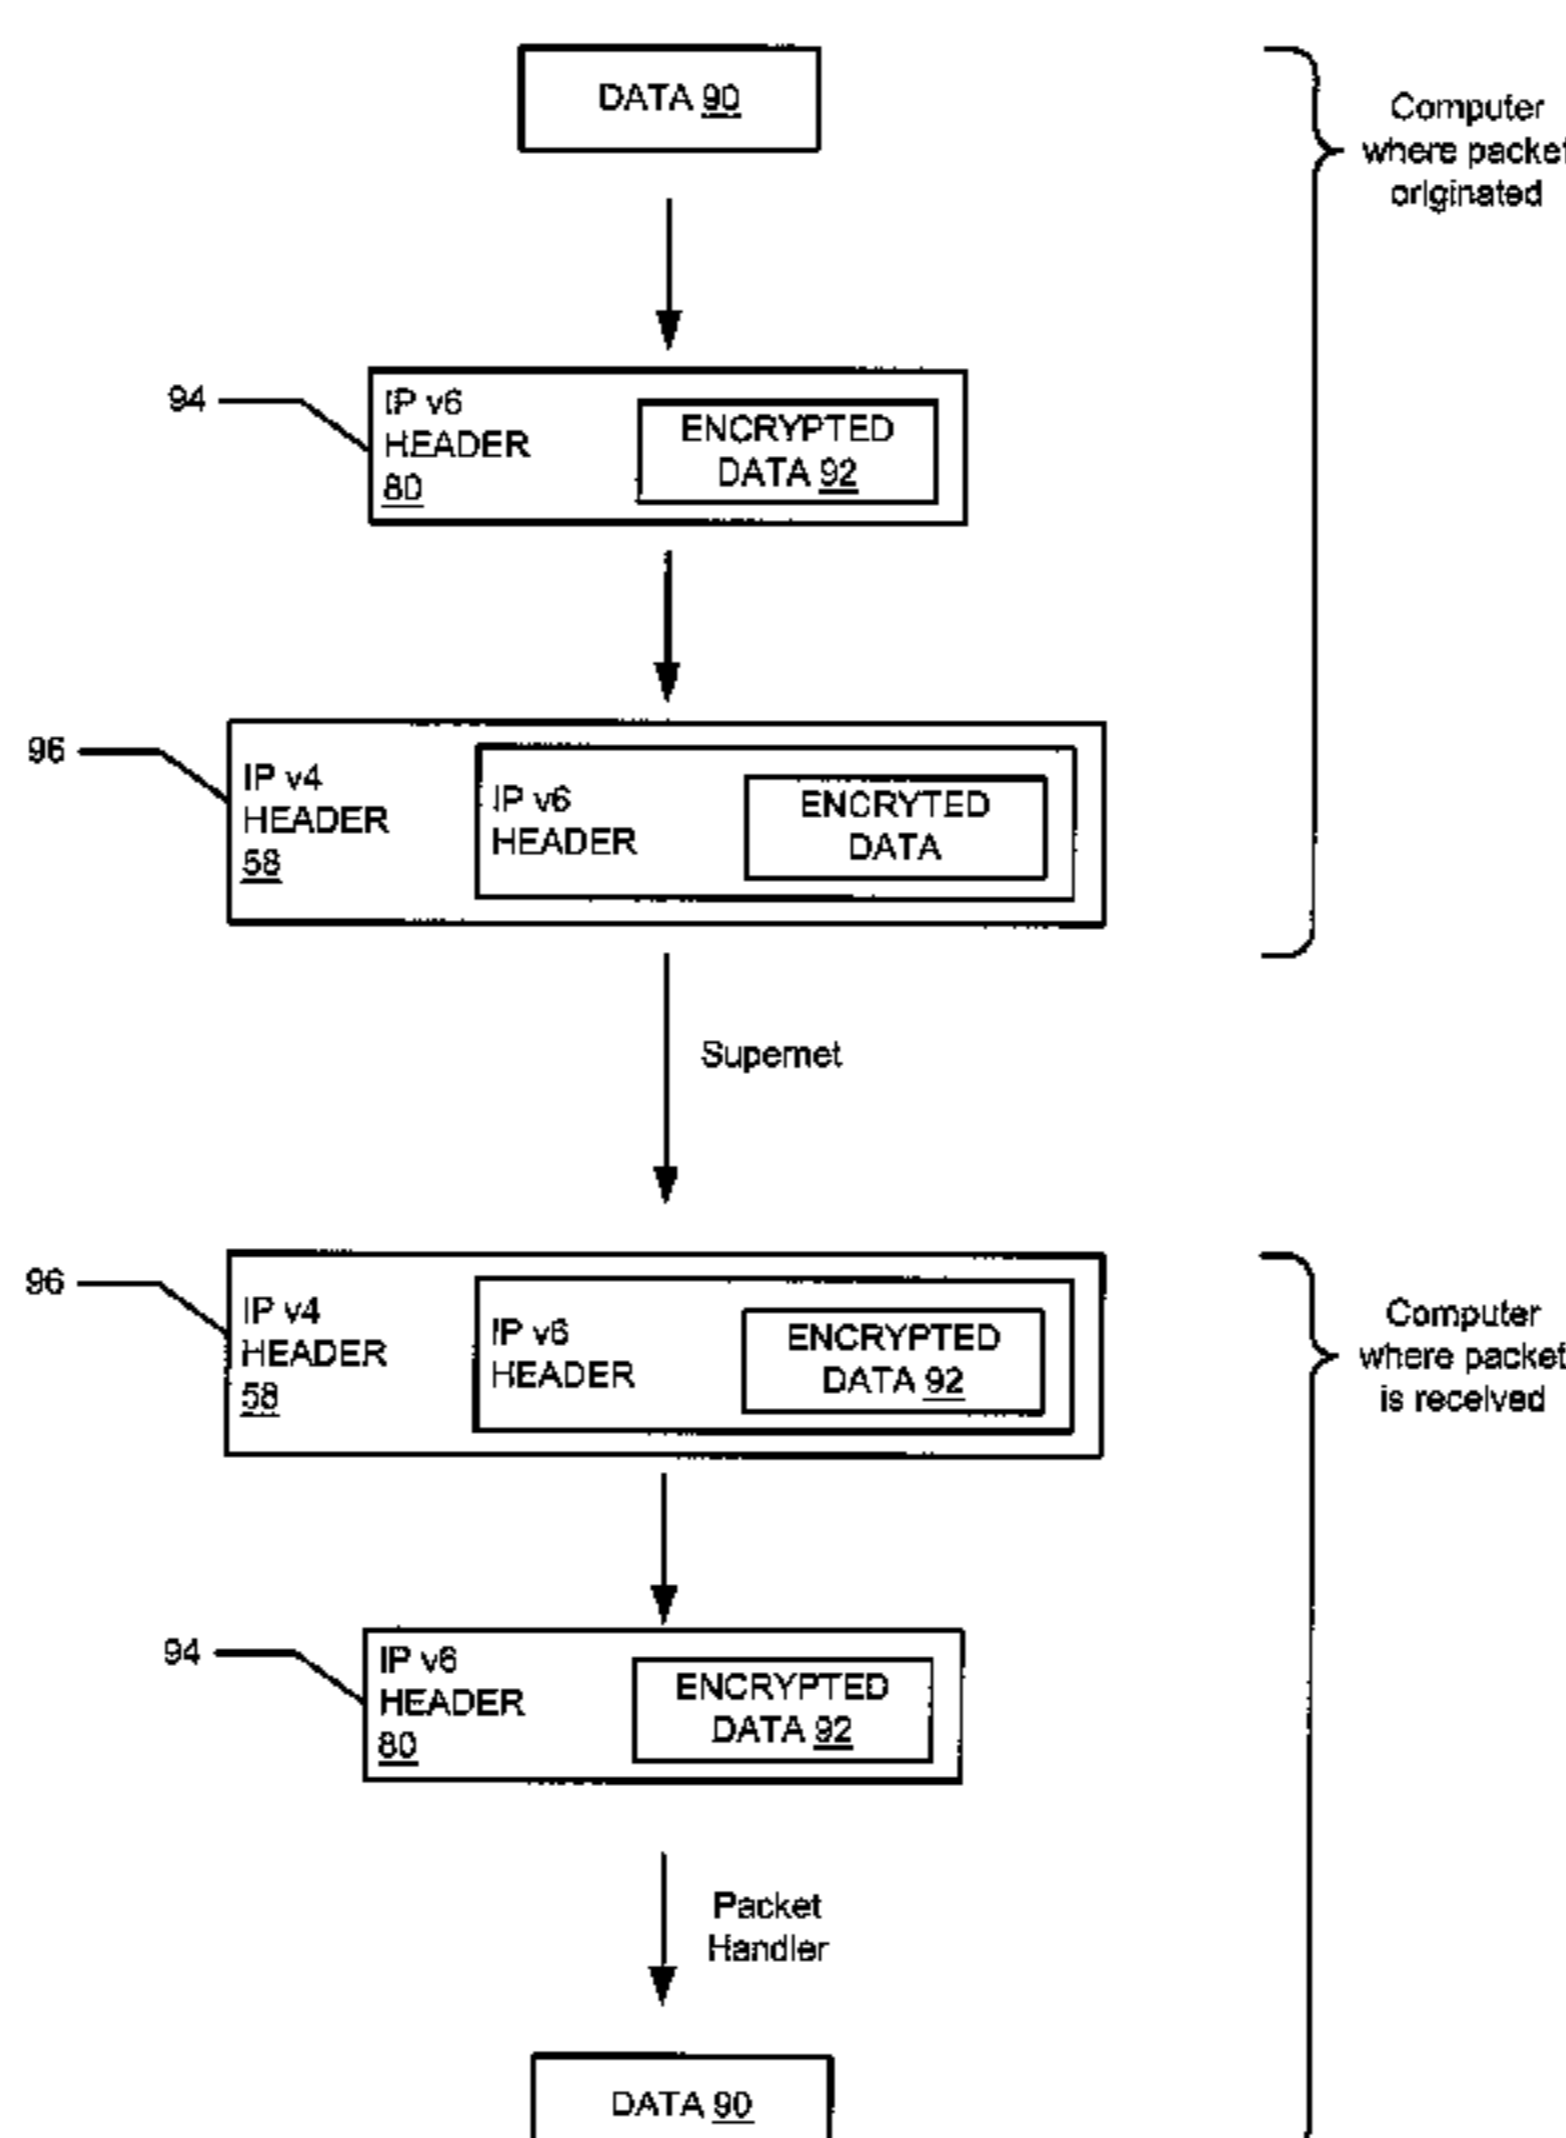 DATA 90
Computer
where packet
originated
94
IP v6
HEADER
80
ENCRYPTED
DATA 92
96
IP v4
HEADER
58
IP v6
HEADER
ENCRYTED
DATA
Supernet
96
IP v4
HEADER
58
IP v6
HEADER
ENCRYPTED
DATA 92
Computer
where packet
is received
94
IP v6
HEADER
80
ENCRYPTED
DATA 92
Packet
Handler
DATA 90